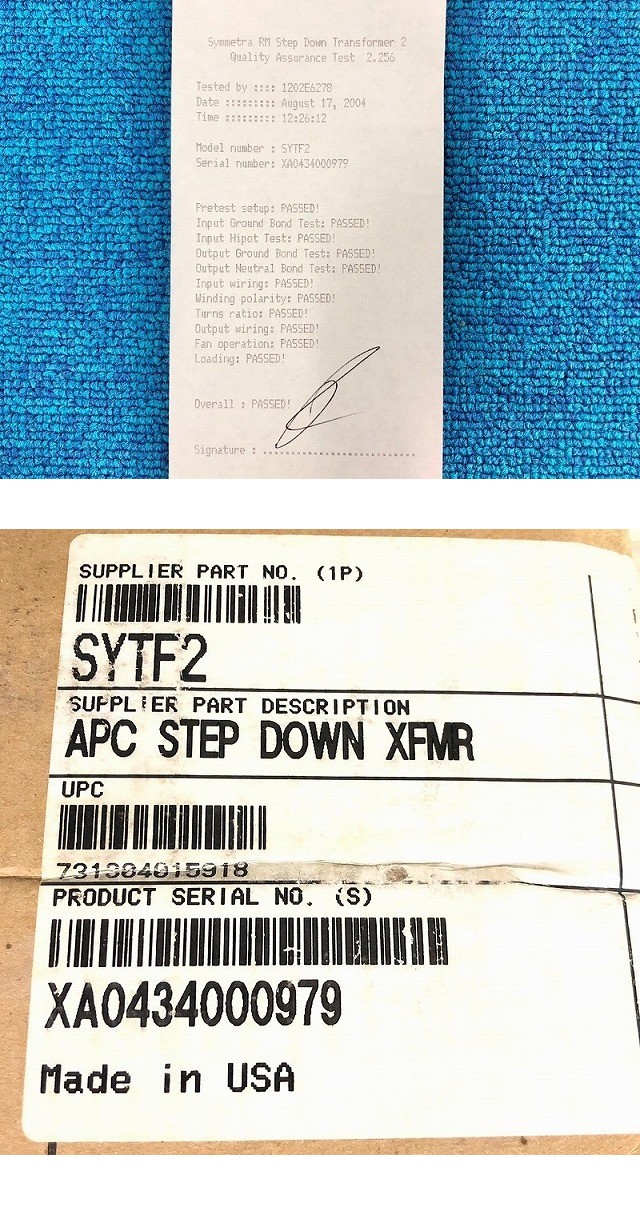 Symmetra RM Step Down Transformer 2
Quality Assurance Test 2.256
Tested by :::: 1202E6278
Date ::::::::: August 17, 2004
Time ::::::::: 12:26:12
Model number : SYTF2
Serial number: XA0434000979
Pretest setup: PASSED!
Input Ground Bond Test: PASSED!
Input Hipot Test: PASSED!
Output Ground Bond Test: PASSED!
Output Neutral Bond Test: PASSED!
Input wiring: PASSED!
Winding polarity: PASSED!
Turns ratio: PASSED!
Output wiring: PASSED!
Fan operation: PASSED!
Loading: PASSED!
Overall : PASSED!
Signature :
SUPPLIER PART NO. (1P)
SYTF2
SUPPLIER PART DESCRIPTION
APC STEP DOWN XFMR
UPC
731304015918
PRODUCT SERIAL NO. (S)
XA0434000979
Made in USA